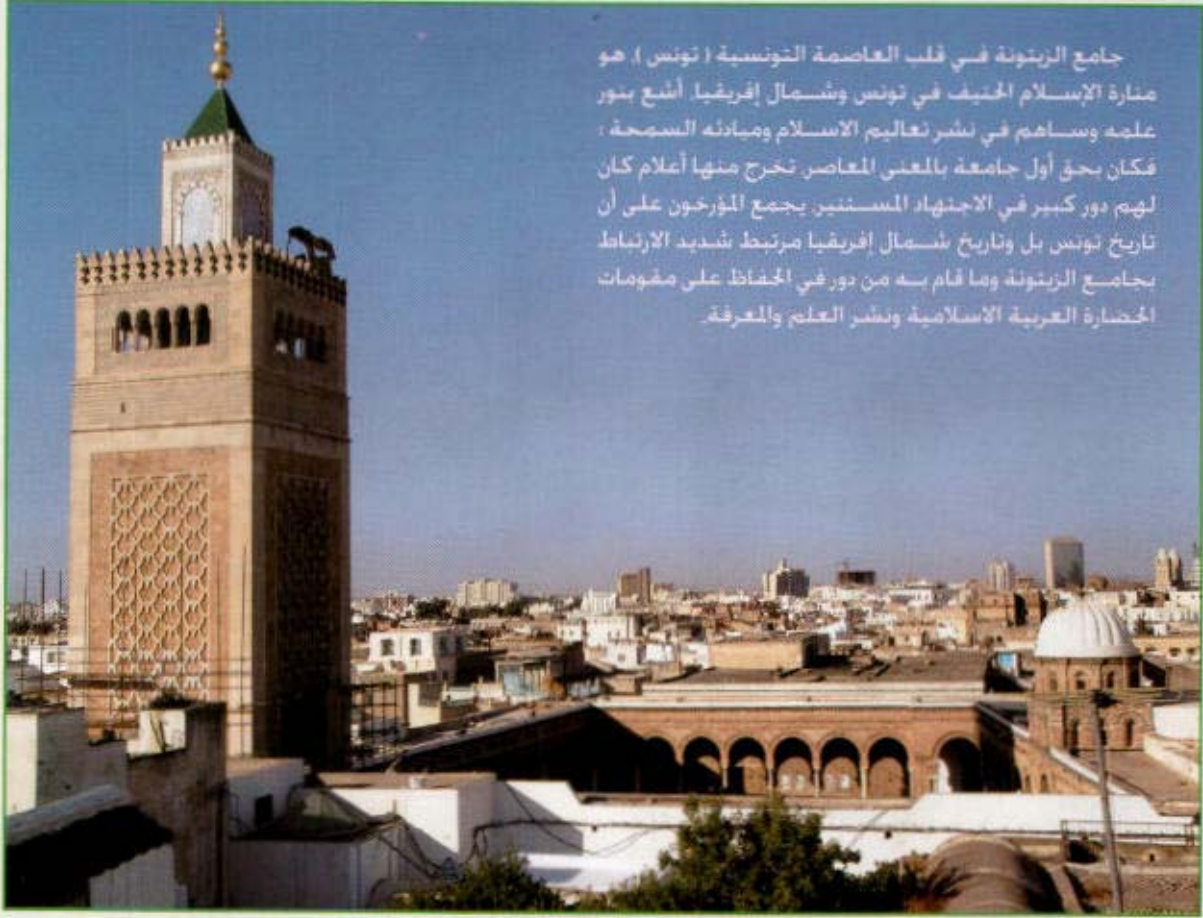 جامع الزيتونة في قلب العاصمة التونسية ( تونس ). هو
منارة الإسلام الحنيف في تونس وشمال إفريقيا. أشع بنور
علمه وساهم في نشر تعاليم الاسلام ومبادئه السمحة :
فكان بحق أول جامعة بالمعنى المعاصر. تخرج منها أعلام كان
لهم دور كبير في الاجتهاد المستنير. يجمع المؤرخون على أن
تاريخ تونس بل وتاريخ شمال إفريقيا مرتبط شديد الارتباط
بجامع الزيتونة وما قام به من دور في الحفاظ على مقومات
الحضارة العربية الاسلامية ونشر العلم والمعرفة.